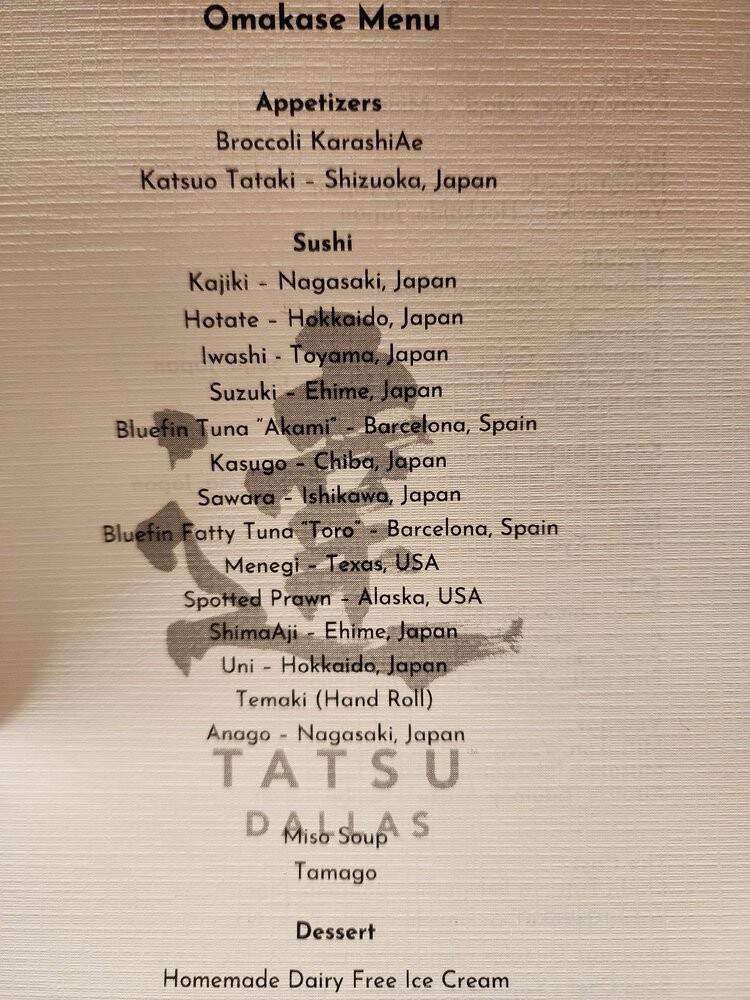 Omakase Menu
Appetizers
Broccoli KarashiAe
Katsuo Tataki - Shizuoka, Japan
Sushi
Kajiki - Nagasaki, Japan
Hotate - Hokkaido, Japan
Iwashi - Toyama, Japan
Suzuki - Ehime, Japan
Bluefin Tuna "Akami" - Barcelona, Spain
Kasugo - Chiba, Japan
Sawara - Ishikawa, Japan
Bluefin Fatty Tuna "Toro" - Barcelona, Spain
Menegi - Texas, USA
Spotted Prawn - Alaska, USA
ShimaAji - Ehime, Japan
Uni - Hokkaido, Japan
Temaki (Hand Roll)
Anago - Nagasaki, Japan
TATSU
DALLAS
Miso Soup
Tamago
Dessert
Homemade Dairy Free Ice Cream